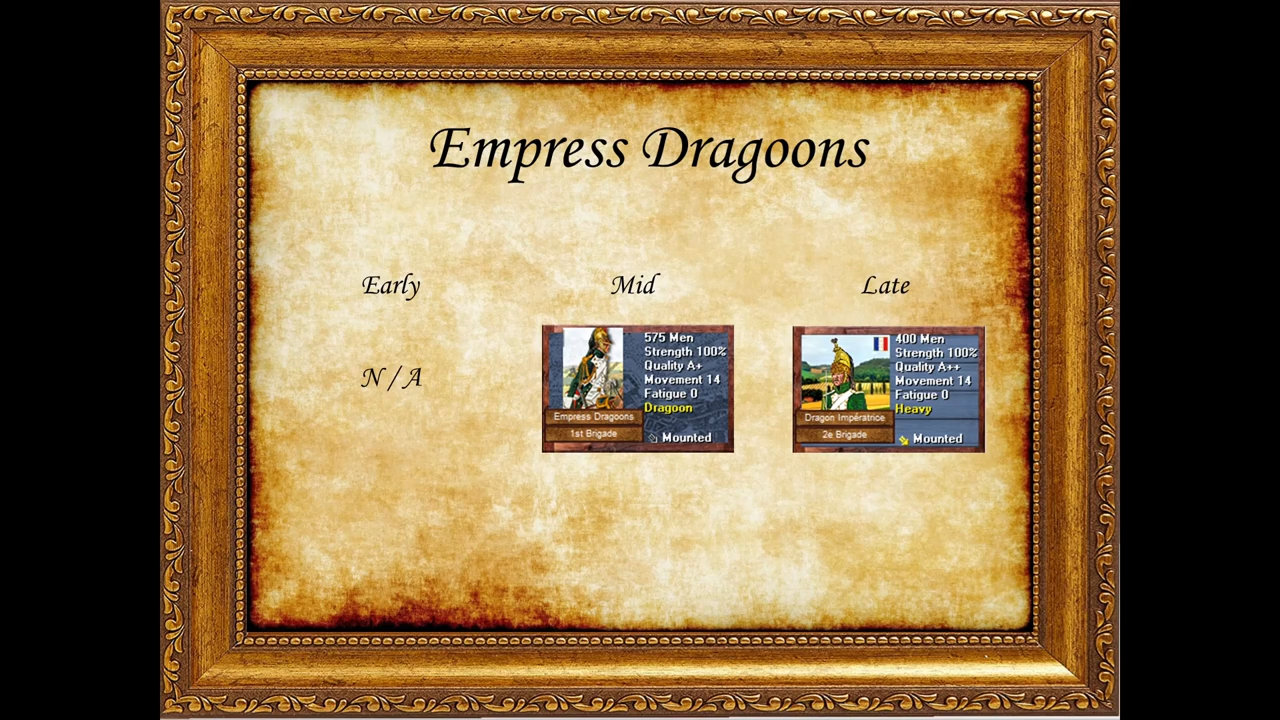 Empress Dragoons
Early
Mid
Late
N / A
575 Men
Strength 100%
Quality A+
Movement 14
Fatigue 0
Dragoon
Empress Dragoons
1st Brigade
Mounted
400 Men
Strength 100%
Quality A++
Movement 14
Fatigue 0
Heavy
Dragon Impératrice
2e Brigade
Mounted